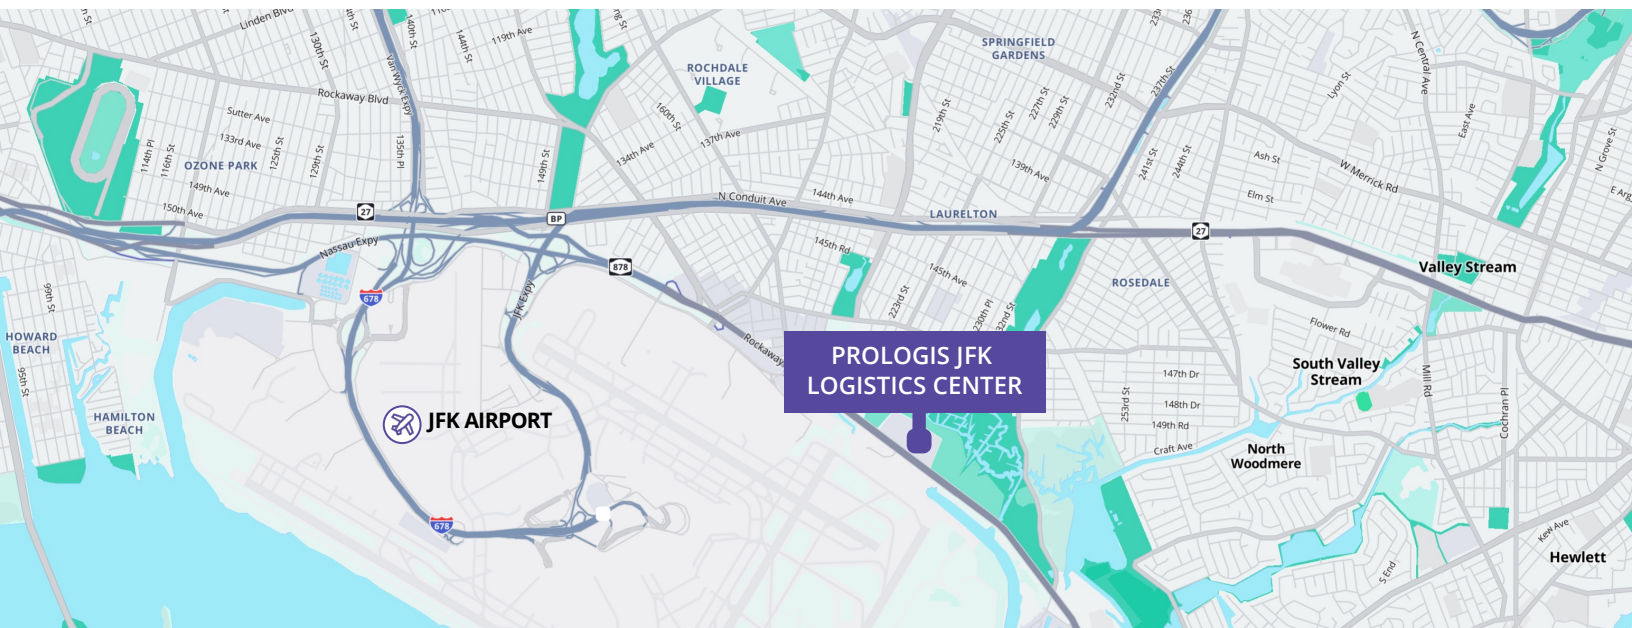 Linden Blvd
130th St
140th St
144th St
119th Ave
Van Wyck Expy
Rockaway Blvd
ROCHDALE
VILLAGE
SPRINGFIELD
GARDENS
N Central Ave
Lyon St
East Ave
N Grove St
237th St
232nd St
227th St
229th St
225th St
219th St
160th St
137th Ave
134th Ave
Sutter Ave
133rd Ave
125th St
129th St
135th Pl
149th St
114th Pl
116th St
OZONE PARK
149th Ave
150th Ave
139th Ave
241st St
244th St
Ash St
W Merrick Rd
Elm St
27
BP
N Conduit Ave
144th Ave
LAURELTON
27
Nassau Expy
878
145th Rd
145th Ave
Valley Stream
ROSEDALE
678
JFK Expy
99th St
223rd St
230th Pl
Flower Rd
HOWARD
BEACH
95th St
Rockaway
PROLOGIS JFK
LOGISTICS CENTER
South Valley
Stream
147th Dr
148th Dr
149th Rd
253rd St
Mill Rd
Cochran Pl
HAMILTON
BEACH
JFK AIRPORT
Craft Ave
North
Woodmere
678
Kew Ave
S End
Hewlett